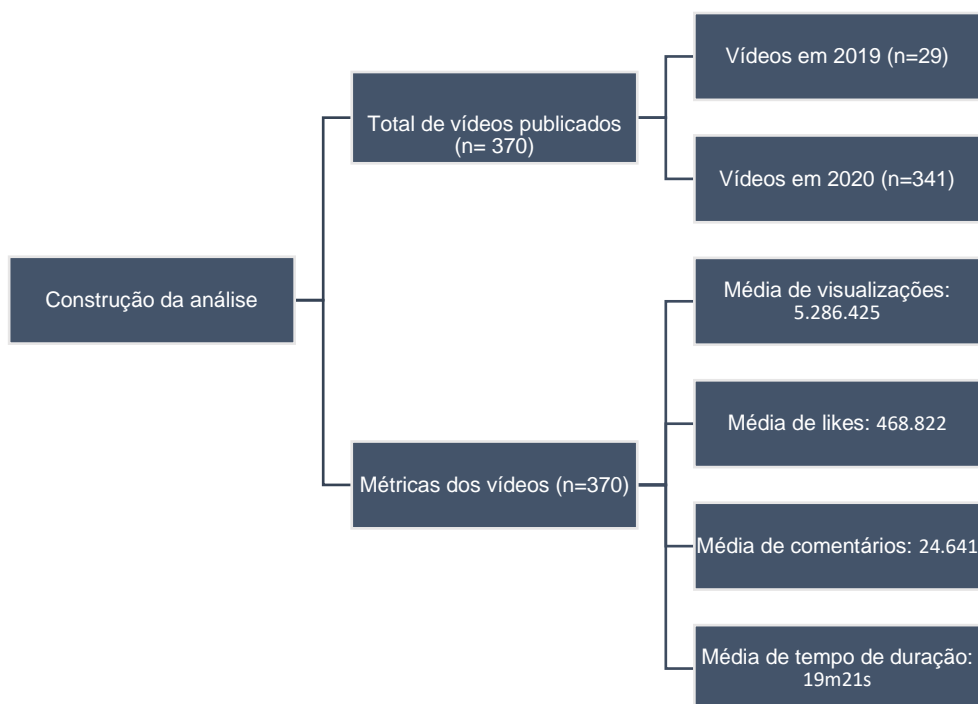 Construção da análise
Total de vídeos publicados
(n= 370)
Vídeos em 2019 (n=29)
Vídeos em 2020 (n=341)
Métricas dos vídeos (n=370)
Média de visualizações:
5.286.425
Média de likes: 468.822
Média de comentários: 24.641
Média de tempo de duração:
19m21s